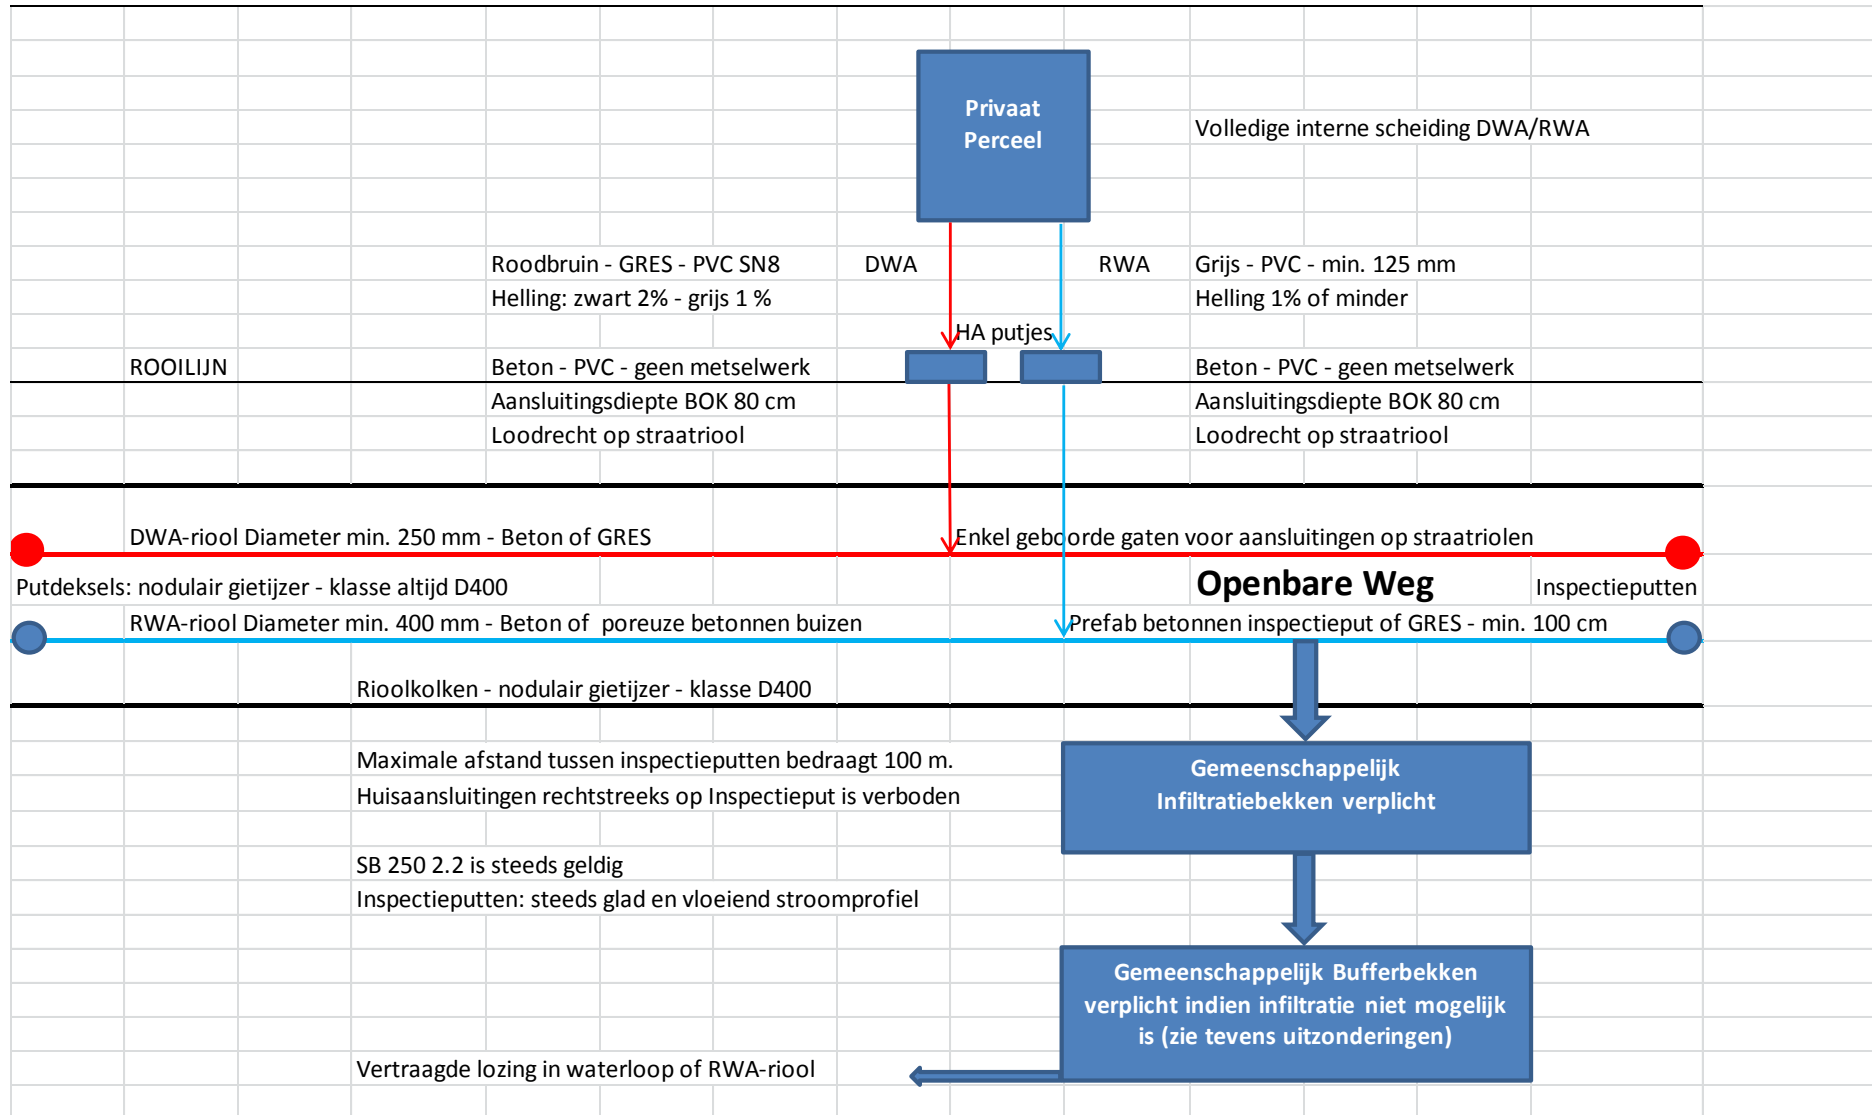 Privaat
Perceel
Volledige interne scheiding DWA/RWA
Roodbruin - GRES - PVC SN8
DWA
RWA
Grijs - PVC - min. 125 mm
Helling: zwart 2% - grijs 1 %
Helling 1% of minder
HA putjes
ROOILIJN
Beton - PVC - geen metselwerk
Beton - PVC - geen metselwerk
Aansluitingsdiepte BOK 80 cm
Aansluitingsdiepte BOK 80 cm
Loodrecht op straatriool
Loodrecht op straatriool
DWA-riool Diameter min. 250 mm - Beton of GRES
Enkel geboorde gaten voor aansluitingen op straatriolen
Putdeksels: nodulair gietijzer - klasse altijd D400
Openbare Weg
Inspectieputten
RWA-riool Diameter min. 400 mm - Beton of  poreuze betonnen buizen
Prefab betonnen inspectieput of GRES - min. 100 cm
Rioolkolken - nodulair gietijzer - klasse D400
Maximale afstand tussen inspectieputten bedraagt 100 m.
Huisaansluitingen rechtstreeks op Inspectieput is verboden
Gemeenschappelijk
Infiltratiebekken verplicht
SB 250 2.2 is steeds geldig
Inspectieputten: steeds glad en vloeiend stroomprofiel
Gemeenschappelijk Bufferbekken
verplicht indien infiltratie niet mogelijk
is (zie tevens uitzonderingen)
Vertraagde lozing in waterloop of RWA-riool